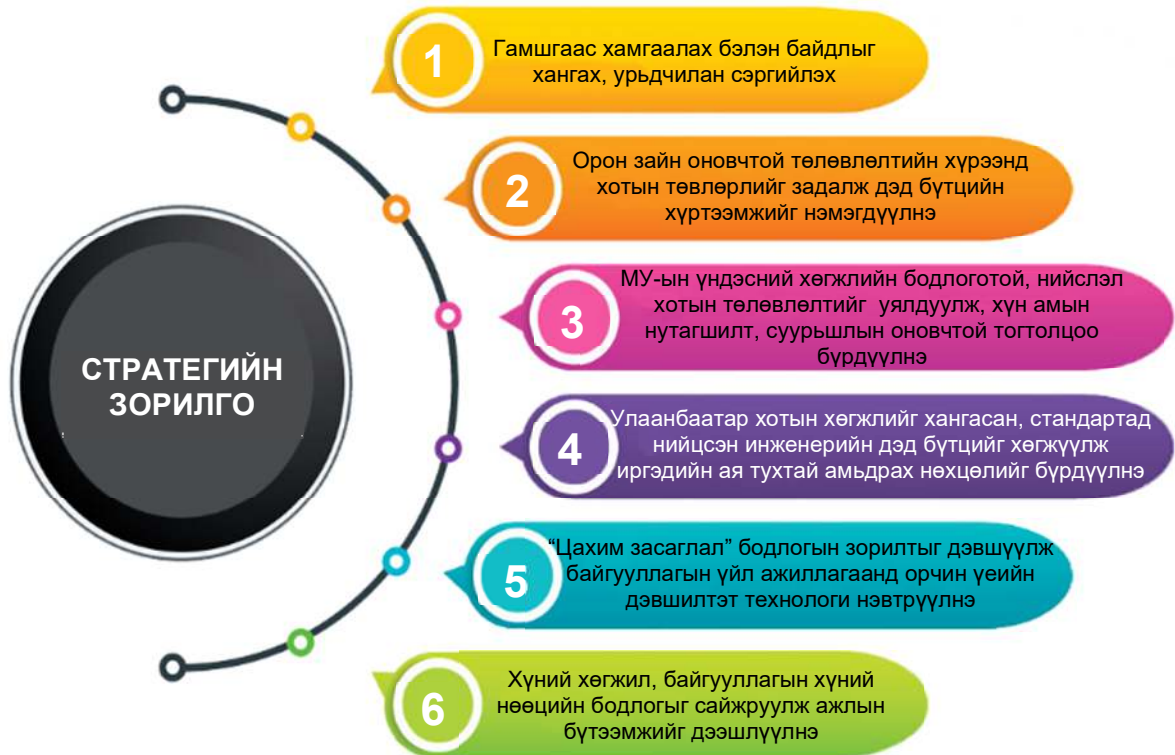 СТРАТЕГИЙН
ЗОРИЛГО
1
Гамшгаас хамгаалах бэлэн байдлыг
хангах, урьдчилан сэргийлэх
2
Орон зайн оновчтой төлөвлөлтийн хүрээнд
хотын төвлөрлийг задалж дэд бүтцийн
хүртээмжийг нэмэгдүүлнэ
3
МУ-ын үндэсний хөгжлийн бодлоготой, нийслэл
хотын төлөвлөлтийг уялдуулж, хүн амын
нутагшилт, суурьшлын оновчтой тогтолцоо
бүрдүүлнэ
4
Улаанбаатар хотын хөгжлийг хангасан, стандартад
нийцсэн инженерийн дэд бүтцийг хөгжүүлж
иргэдийн ая тухтай амьдрах нөхцөлийг бүрдүүлнэ
5
“Цахим засаглал” бодлогын зорилтыг дэвшүүлж
байгууллагын үйл ажиллагаанд орчин үеийн
дэвшилтэт технологи нэвтрүүлнэ
6
Хүний хөгжил, байгууллагын хүний
нөөцийн бодлогыг сайжруулж ажлын
бүтээмжийг дээшлүүлнэ